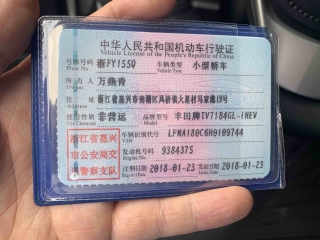 中华人民共和国机动车行驶证
Vehicle License of the People's Republic of China
号牌号码 浙FY155Q 车辆类型 小型轿车
Plate No. Vehicle Type
所有人 万燕青
Owner
住址 浙江省嘉兴市南湖区凤桥镇大星村马家路19号
Address
使用性质 非营运 品牌型号 丰田牌TV7184GL-iHEV
Use Character Model
浙江省嘉兴市公安局交通警察支队
车辆识别代号 LFMA180C6H0109744
VIN
发动机号码 9384375
Engine No.
注册日期 2018-01-23 发证日期 2018-01-23
Register Date Issue Date